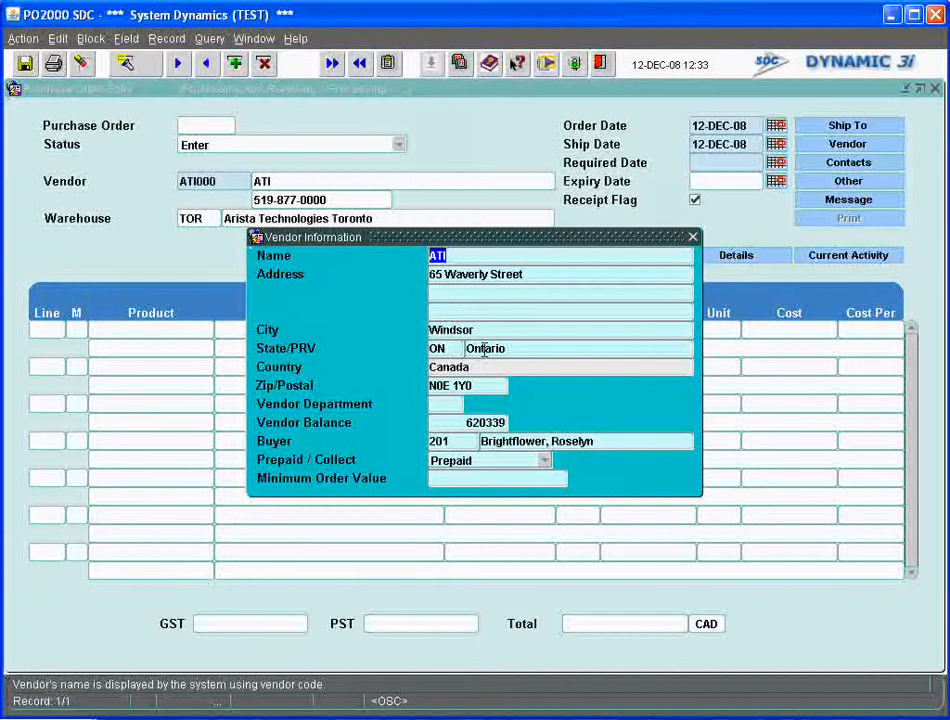 PO2000 SDC - *** System Dynamics (TEST) ***
Action Edit Block Field Record Query Window Help
12-DEC-08 12:33 SDC DYNAMIC 3i
Purchase Order
Order Date 12-DEC-08 Ship To
Status Enter Ship Date 12-DEC-08 Vendor
Required Date Contacts
Vendor ATI000 ATI Expiry Date Other
519-877-0000 Receipt Flag Message
Warehouse TOR Arista Technologies Toronto Print
Vendor Information
Name ATI Details Current Activity
Address 65 Waverly Street
Line M Product Unit Cost Cost Per
City Windsor
State/PRV ON Ontario
Country Canada
Zip/Postal N0E 1Y0
Vendor Department
Vendor Balance 620339
Buyer 201 Brightflower, Roselyn
Prepaid / Collect Prepaid
Minimum Order Value
GST PST Total CAD
Vendor's name is displayed by the system using vendor code.
Record: 1/1 ... <OSC>